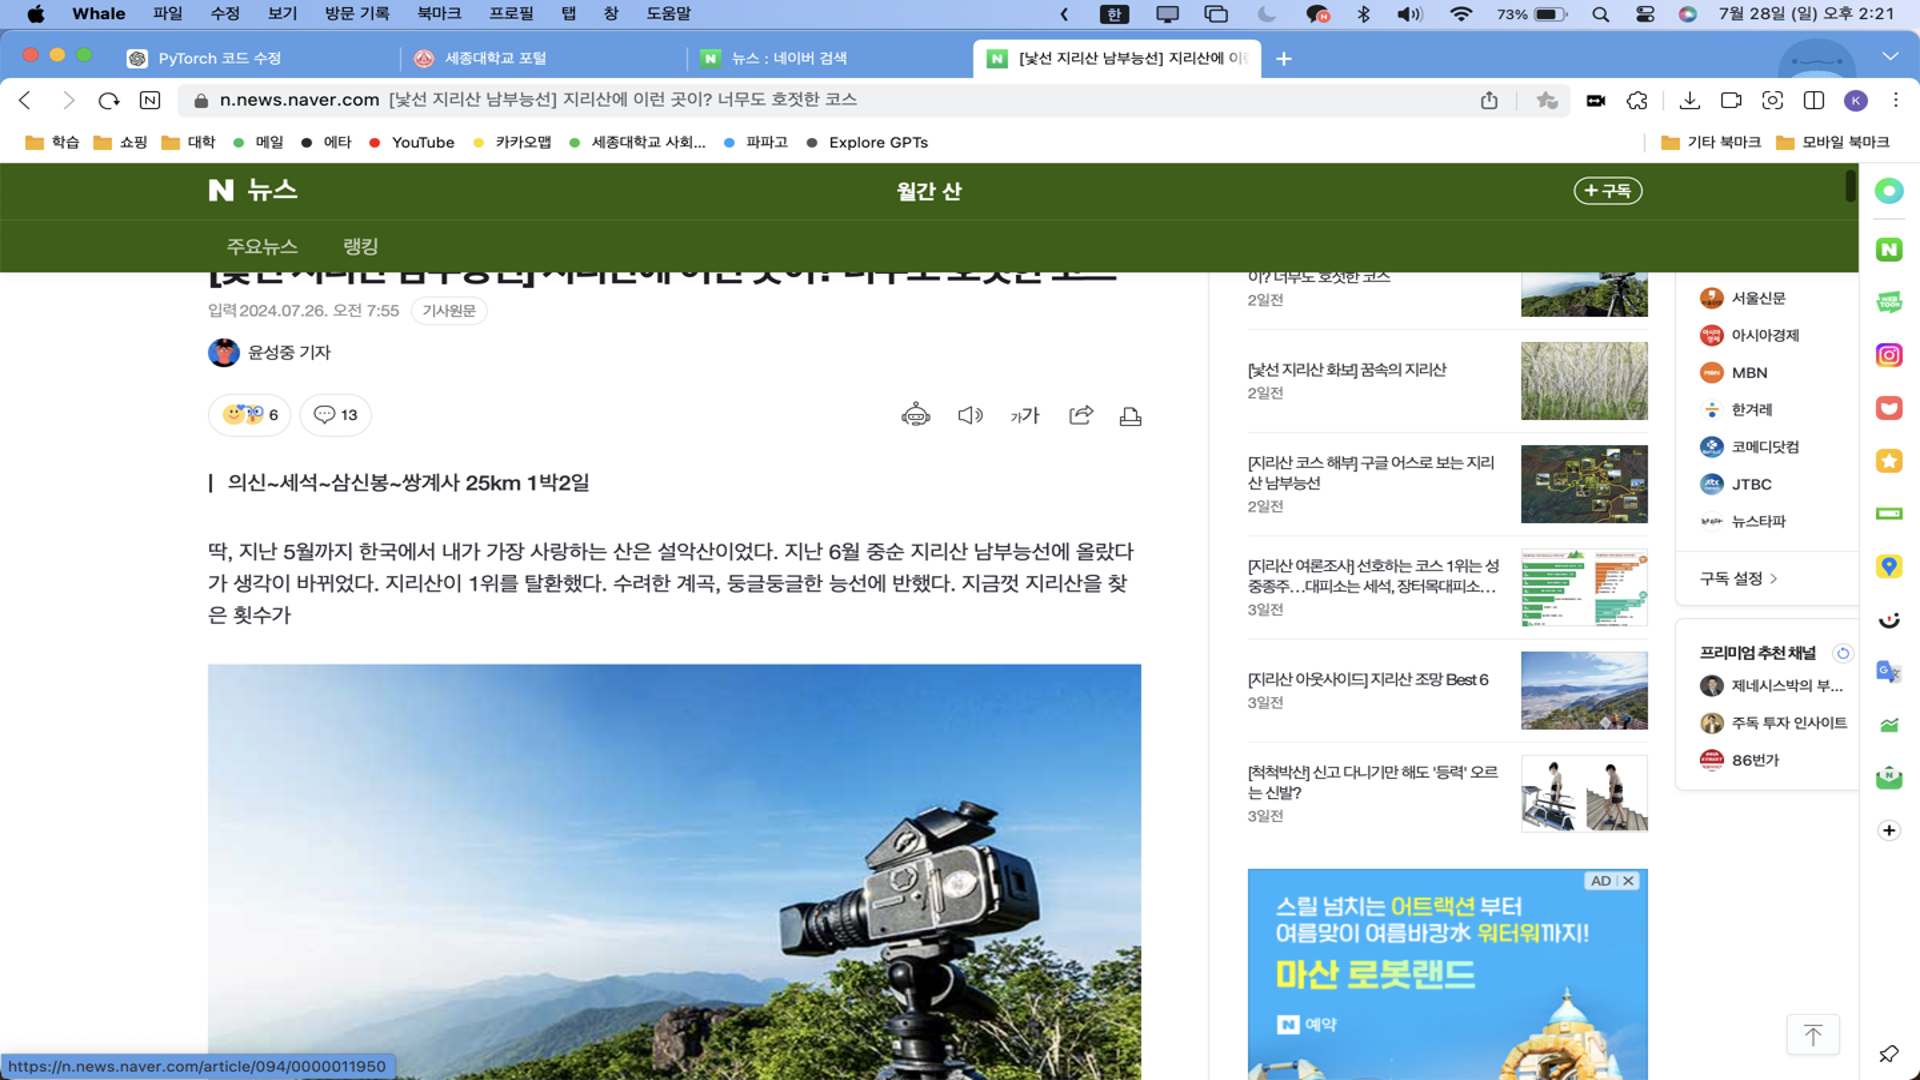 Whale 파일 수정 보기 방문 기록 북마크 프로필 탭 창 도움말 한 73% 7월 28일 (일) 오후 2:21
PyTorch 코드 수정 세종대학교 포털 뉴스 : 네이버 검색 [낯선 지리산 남부능선] 지리산에 이런
n.news.naver.com [낯선 지리산 남부능선] 지리산에 이런 곳이? 너무도 호젓한 코스 K
학습 쇼핑 대학 메일 에타 YouTube 카카오맵 세종대학교 사회... 파파고 Explore GPTs 기타 북마크 모바일 북마크
N 뉴스 월간 산 + 구독
주요뉴스 랭킹
[낯선 지리산 남부능선] 지리산에 이런 곳이? 너무도 호젓한 코스
입력 2024.07.26. 오전 7:55 기사원문
윤성중 기자
6 13 가가
의신~세석~삼신봉~쌍계사 25km 1박2일
딱, 지난 5월까지 한국에서 내가 가장 사랑하는 산은 설악산이었다. 지난 6월 중순 지리산 남부능선에 올랐다
가 생각이 바뀌었다. 지리산이 1위를 탈환했다. 수려한 계곡, 둥글둥글한 능선에 반했다. 지금껏 지리산을 찾
은 횟수가
이? 너무도 호젓한 코스
2일전
[낯선 지리산 화보] 꿈속의 지리산
2일전
[지리산 코스 해부] 구글 어스로 보는 지리
산 남부능선
2일전
[지리산 여론조사] 선호하는 코스 1위는 성
중종주…대피소는 세석, 장터목대피소…
3일전
[지리산 아웃사이드] 지리산 조망 Best 6
3일전
[척척박산] 신고 다니기만 해도 '등력' 오르
는 신발?
3일전
AD
스릴 넘치는 어트랙션 부터
여름맞이 여름바캉水 워터워까지!
마산 로봇랜드
N 예약
서울신문
아시아경제
MBN
한겨레
코메디닷컴
JTBC
뉴스타파
구독 설정
프리미엄 추천 채널
제네시스박의 부...
주독 투자 인사이트
86번가
https://n.news.naver.com/article/094/0000011950